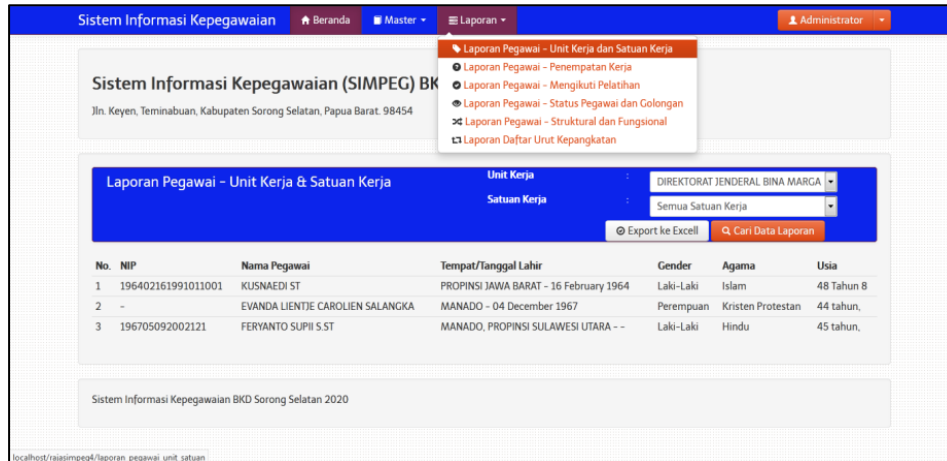 Sistem Informasi Kepegawaian Beranda Master Laporan Administrator
Laporan Pegawai - Unit Kerja dan Satuan Kerja
Laporan Pegawai - Penempatan Kerja
Laporan Pegawai - Mengikuti Pelatihan
Laporan Pegawai - Status Pegawai dan Golongan
Laporan Pegawai - Struktural dan Fungsional
Laporan Daftar Urut Kepangkatan
Sistem Informasi Kepegawaian (SIMPEG) BK
Jln. Keyen, Teminabuan, Kabupaten Sorong Selatan, Papua Barat. 98454
Laporan Pegawai - Unit Kerja & Satuan Kerja
Unit Kerja : DIREKTORAT JENDERAL BINA MARGA
Satuan Kerja : Semua Satuan Kerja
Export ke Excell Cari Data Laporan
No. NIP Nama Pegawai Tempat/Tanggal Lahir Gender Agama Usia
1 196402161991011001 KUSNAEDI ST PROPINSI JAWA BARAT - 16 February 1964 Laki-Laki Islam 48 Tahun 8
2 - EVANDA LIENTJE CAROLIEN SALANGKA MANADO - 04 December 1967 Perempuan Kristen Protestan 44 tahun,
3 196705092002121 FERYANTO SUPII S.ST MANADO, PROPINSI SULAWESI UTARA - - Laki-Laki Hindu 45 tahun,
Sistem Informasi Kepegawaian BKD Sorong Selatan 2020
localhost/rajasimpeg4/laporan_pegawai_unit_satuan